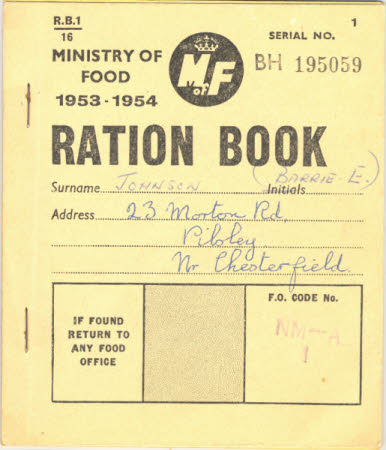 R.B.1
16
1
MINISTRY OF
FOOD
1953-1954
M
OF
F
SERIAL NO.
BH 195059
RATION BOOK
Surname JOHNSON Initials (BARRIE. E.)
Address 23 Morton Rd,
Pilsley
Nr Chesterfield.
IF FOUND
RETURN TO
ANY FOOD
OFFICE
F.O. CODE No.
NM-A
1